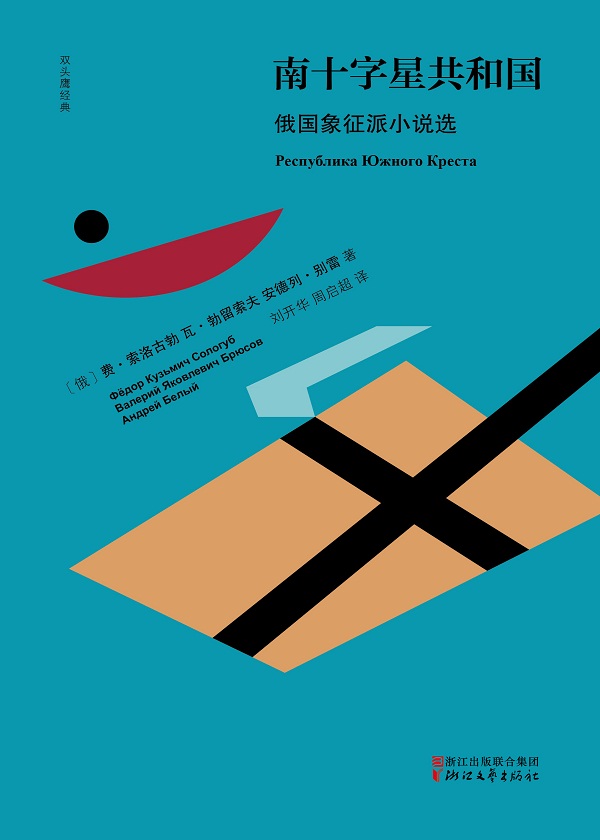 双头鹰经典
南十字星共和国
俄国象征派小说选
Республика Южного Креста
〔俄〕费·索洛古勃 瓦·勃留索夫 安德列·别雷 著
刘开华 周启超 译
Фёдор Кузьмич Сологуб
Валерий Яковлевич Брюсов
Андрей Белый
浙江出版联合集团
浙江文艺出版社